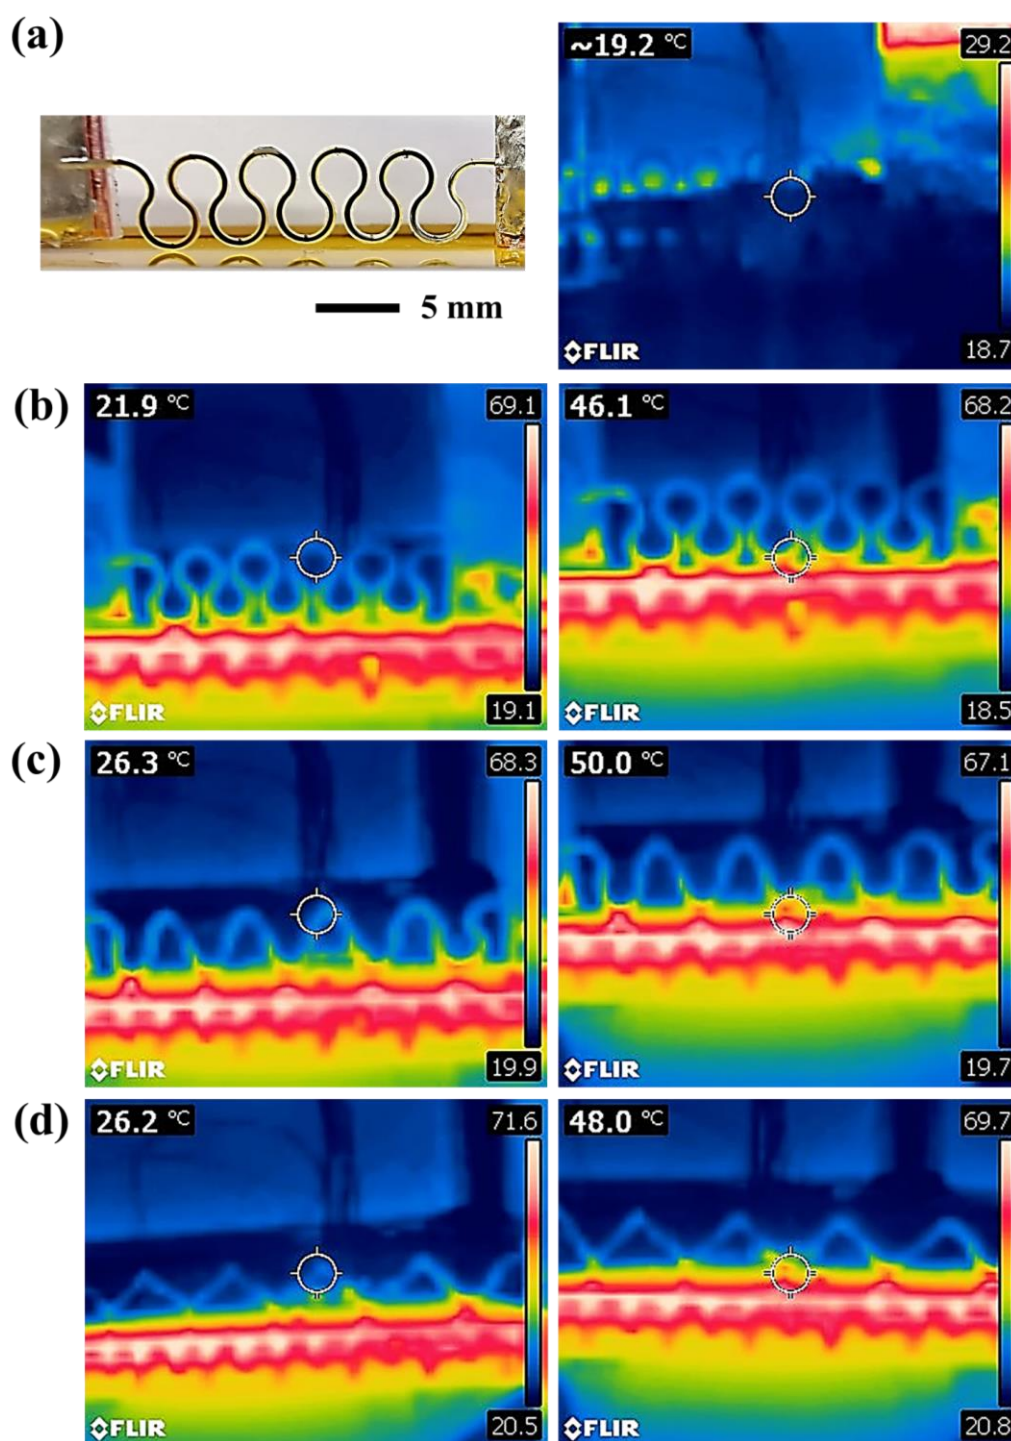 (a)
~19.2 °C
29.2
5 mm
18.7
FLIR
(b)
21.9 °C
69.1
46.1 °C
68.2
19.1
FLIR
18.5
FLIR
(c)
26.3 °C
68.3
50.0 °C
67.1
19.9
FLIR
19.7
FLIR
(d)
26.2 °C
71.6
48.0 °C
69.7
20.5
FLIR
20.8
FLIR